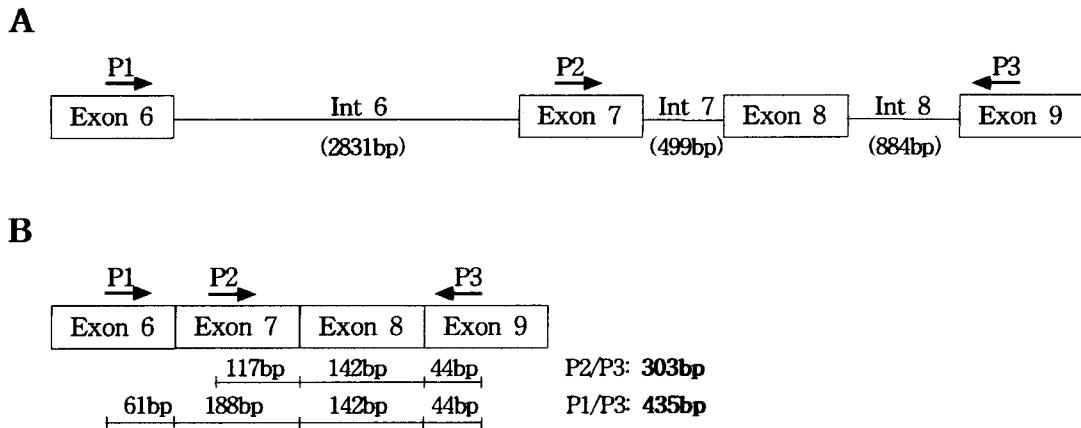 A
P1 P2 P3
Exon 6 Int 6 Exon 7 Int 7 Exon 8 Int 8 Exon 9
(2831bp) (499bp) (884bp)
B
P1 P2 P3
Exon 6 Exon 7 Exon 8 Exon 9
117bp 142bp 44bp P2/P3: 303bp
61bp 188bp 142bp 44bp P1/P3: 435bp